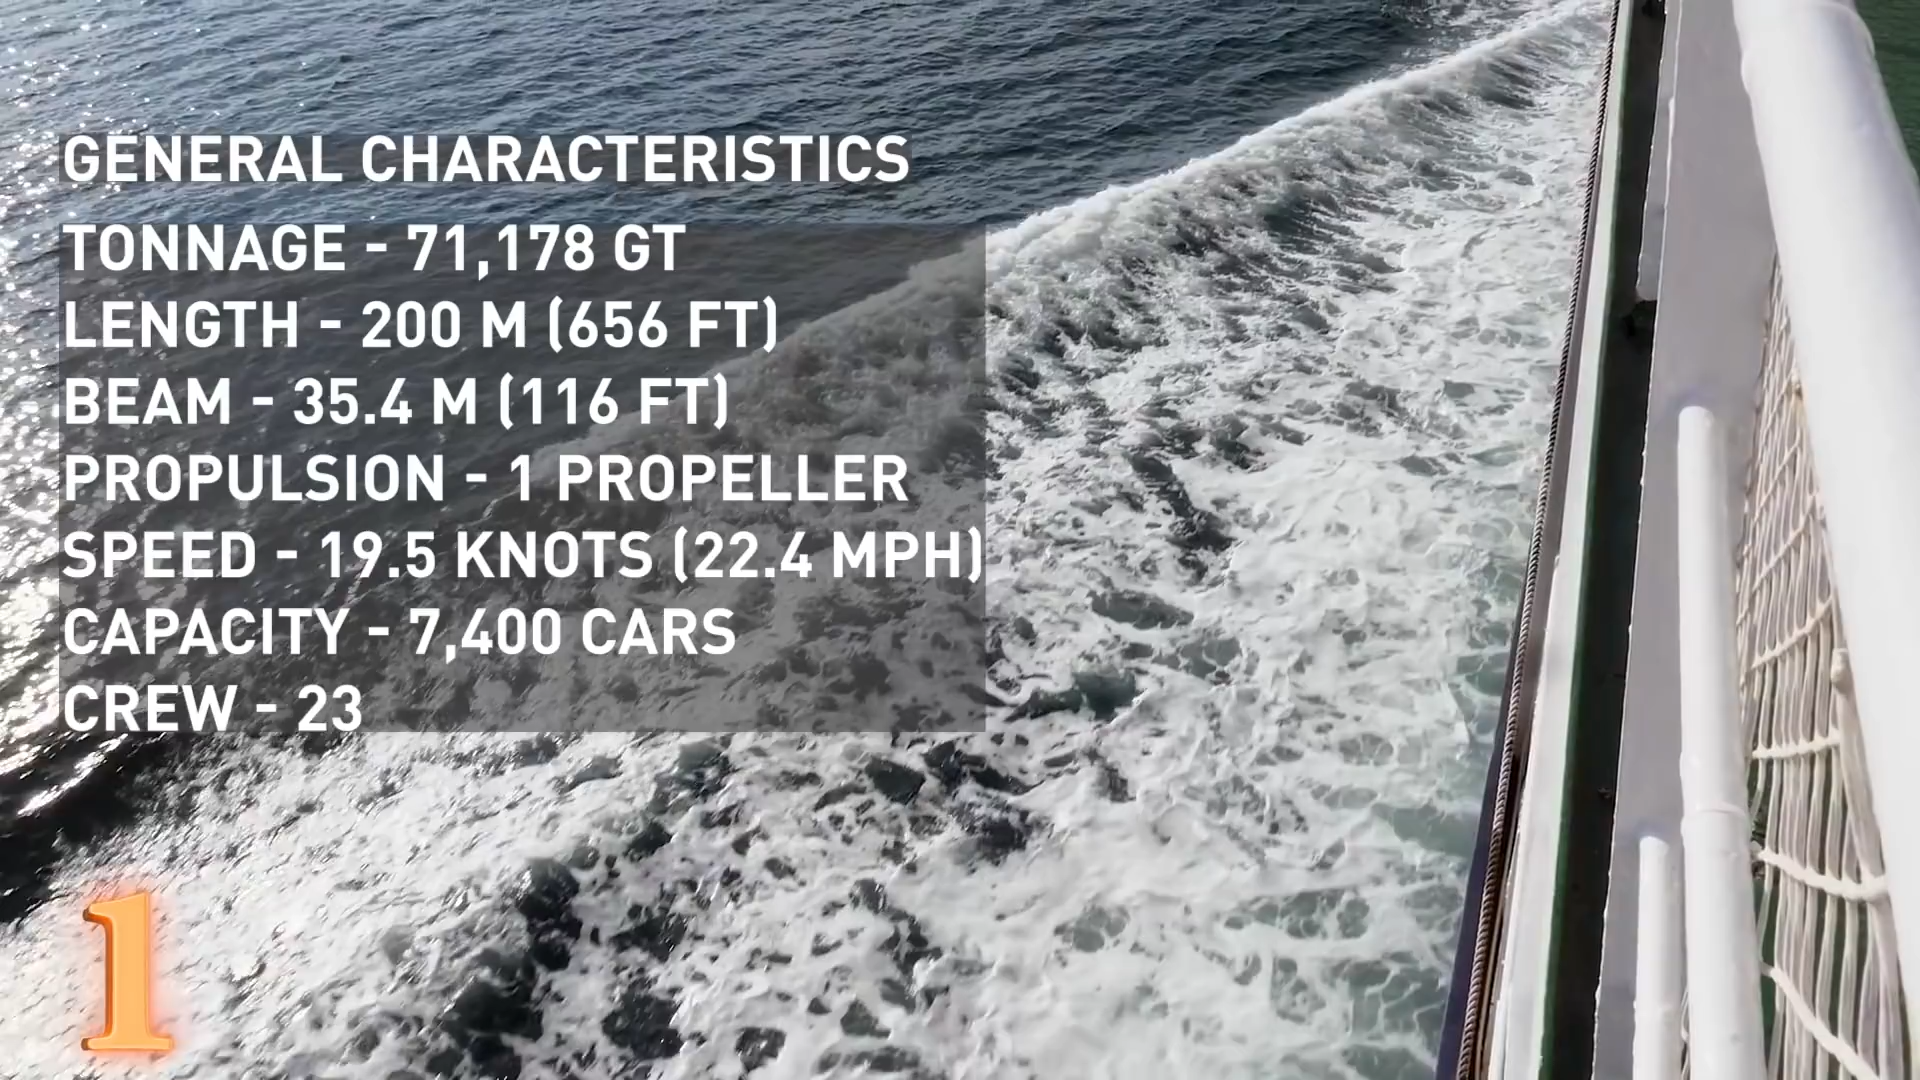 GENERAL CHARACTERISTICS
TONNAGE - 71,178 GT
LENGTH - 200 M (656 FT)
BEAM - 35.4 M (116 FT)
PROPULSION - 1 PROPELLER
SPEED - 19.5 KNOTS (22.4 MPH)
CAPACITY - 7,400 CARS
CREW - 23
1